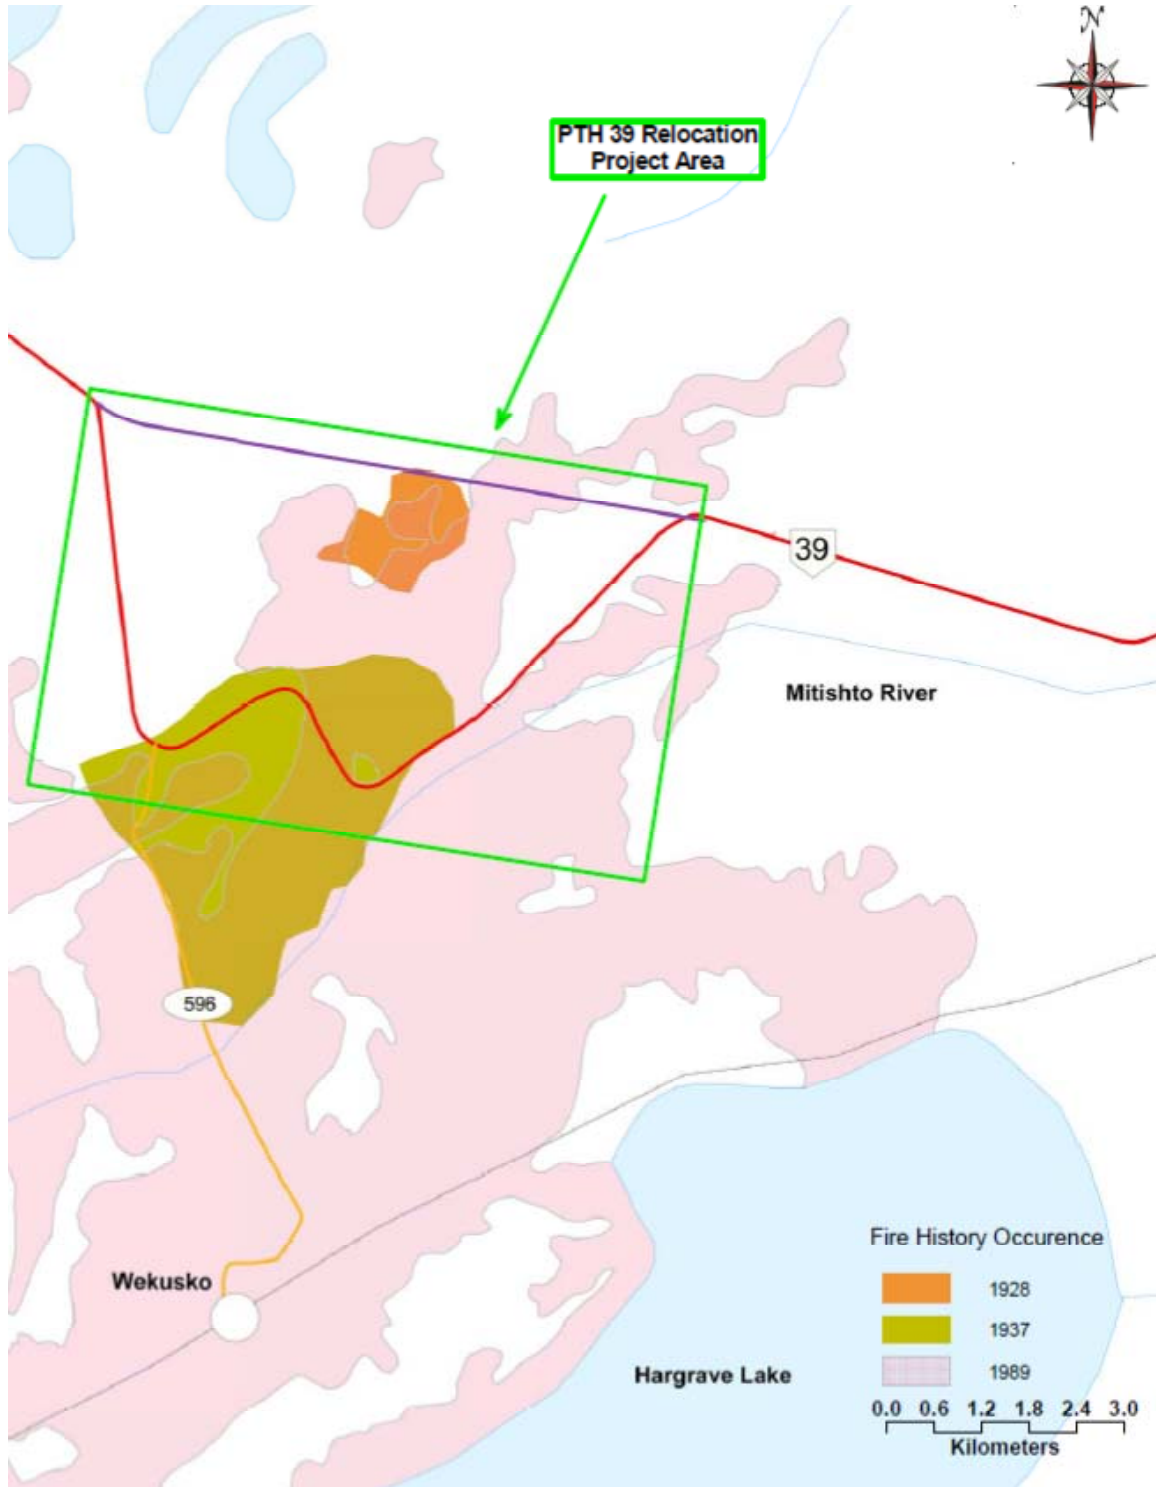 N
PTH 39 Relocation
Project Area
39
Mitishto River
596
Wekusko
Hargrave Lake
Fire History Occurence
1928
1937
1989
0.0 0.6 1.2 1.8 2.4 3.0
Kilometers